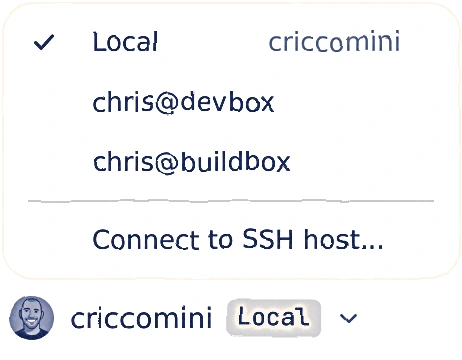 Local criccomini
chris@devbox
chris@buildbox
Connect to SSH host...
criccomini Local